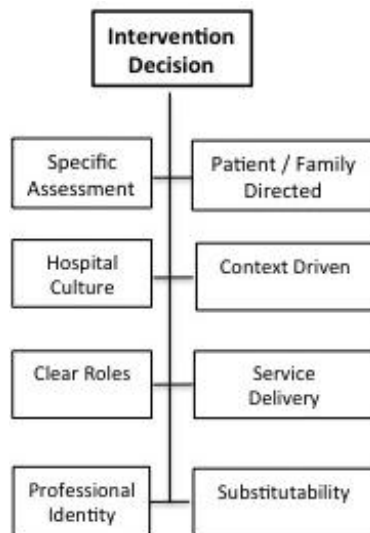 Intervention
Decision
Specific
Assessment
Patient / Family
Directed
Hospital
Culture
Context Driven
Clear Roles
Service
Delivery
Professional
Identity
Substitutability